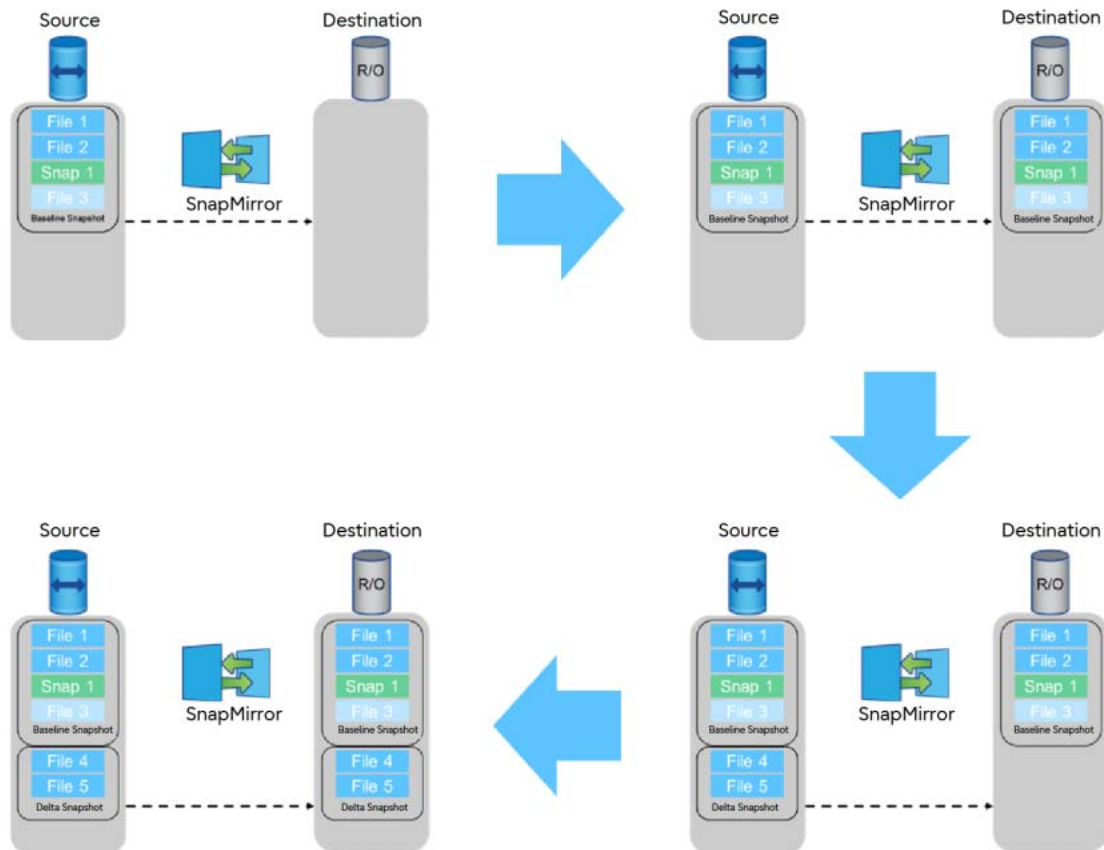 Source
Destination
R/O
File 1
File 2
Snap 1
File 3
Baseline Snapshot
SnapMirror
Source
Destination
R/O
File 1
File 2
Snap 1
File 3
Baseline Snapshot
SnapMirror
File 1
File 2
Snap 1
File 3
Baseline Snapshot
Source
Destination
R/O
File 1
File 2
Snap 1
File 3
Baseline Snapshot
File 4
File 5
Delta Snapshot
SnapMirror
File 1
File 2
Snap 1
File 3
Baseline Snapshot
File 4
File 5
Delta Snapshot
Source
Destination
R/O
File 1
File 2
Snap 1
File 3
Baseline Snapshot
File 4
File 5
Delta Snapshot
SnapMirror
File 1
File 2
Snap 1
File 3
Baseline Snapshot